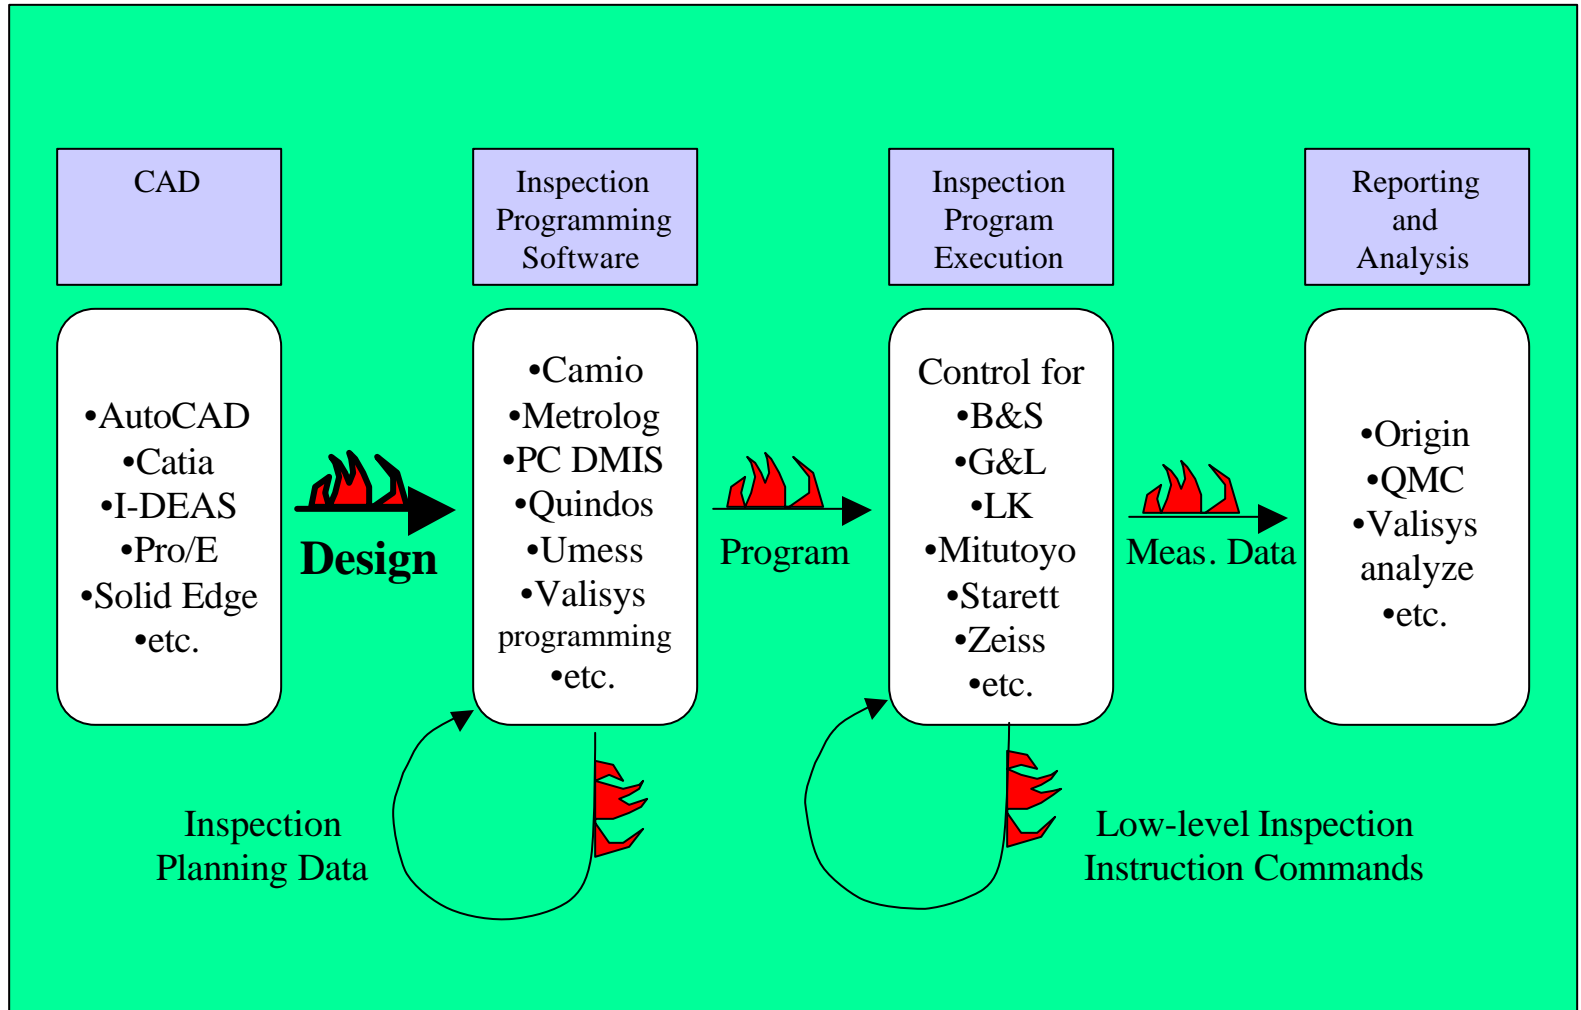 CAD
Inspection
Programming
Software
Inspection
Program
Execution
Reporting
and
Analysis
•AutoCAD
•Catia
•I-DEAS
•Pro/E
•Solid Edge
•etc.
Design
•Camio
•Metrolog
•PC DMIS
•Quindos
•Umess
•Valisys
programming
•etc.
Program
Control for
•B&S
•G&L
•LK
•Mitutoyo
•Starett
•Zeiss
•etc.
Meas. Data
•Origin
•QMC
•Valisys
analyze
•etc.
Inspection
Planning Data
Low-level Inspection
Instruction Commands